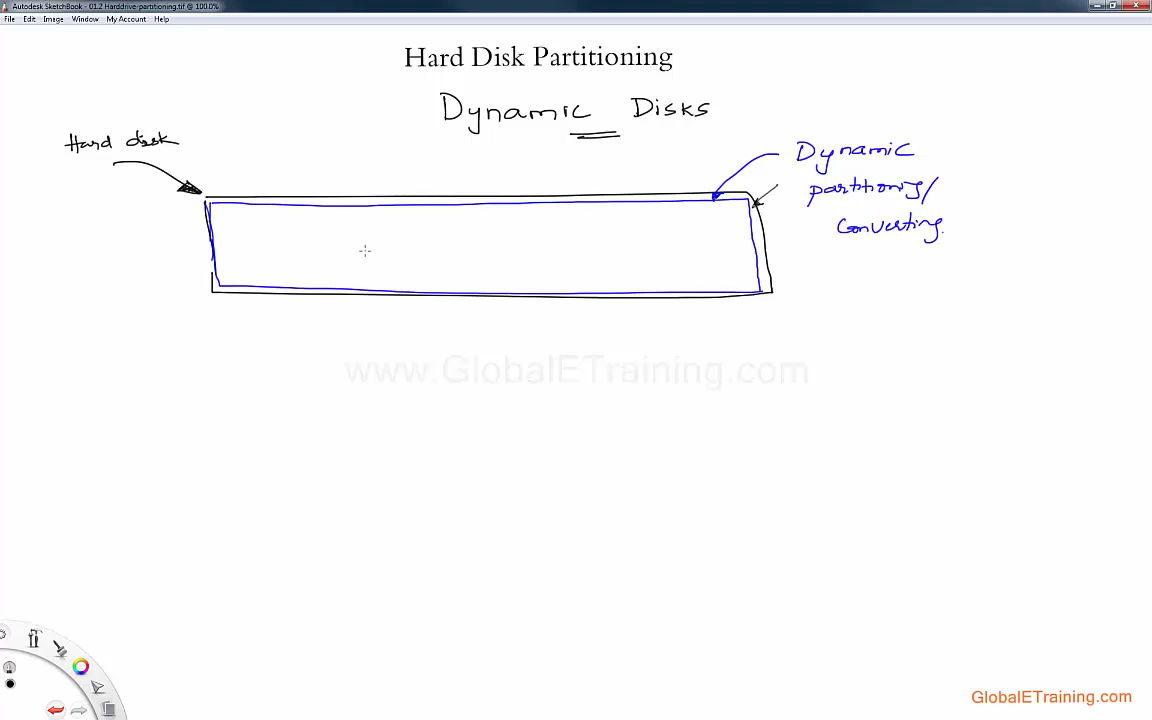 Autodesk SketchBook - 01.2 Harddrive-partitioning.tif @ 100.0%
File Edit Image Window My Account Help
Hard Disk Partitioning
Dynamic Disks
Hard disk
Dynamic
partitioning/
Converting.
www.GlobalETraining.com
GlobalETraining.com